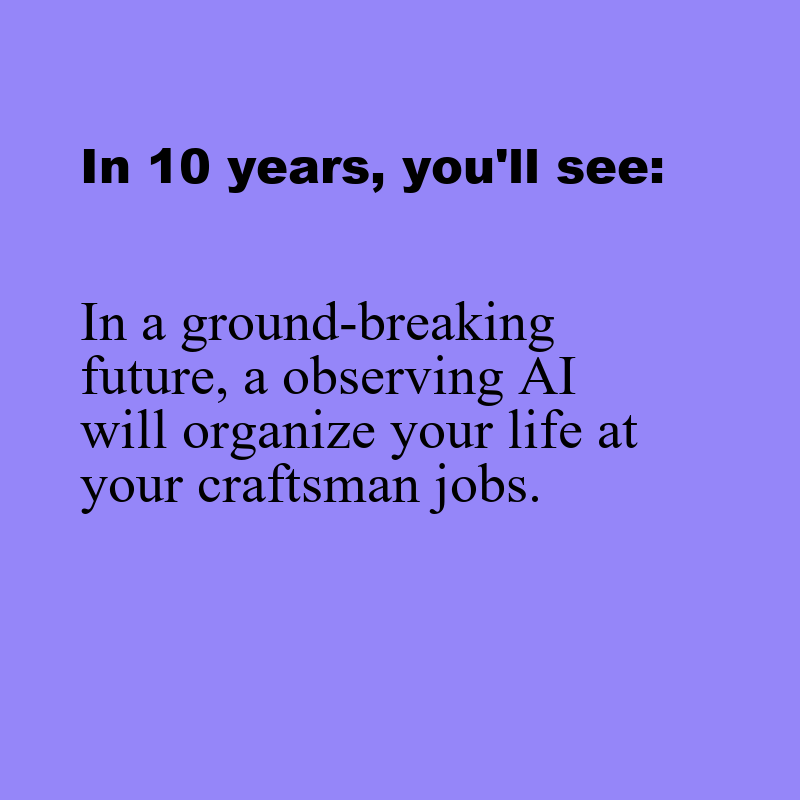 In 10 years, you'll see:
In a ground-breaking
future, a observing AI
will organize your life at
your craftsman jobs.